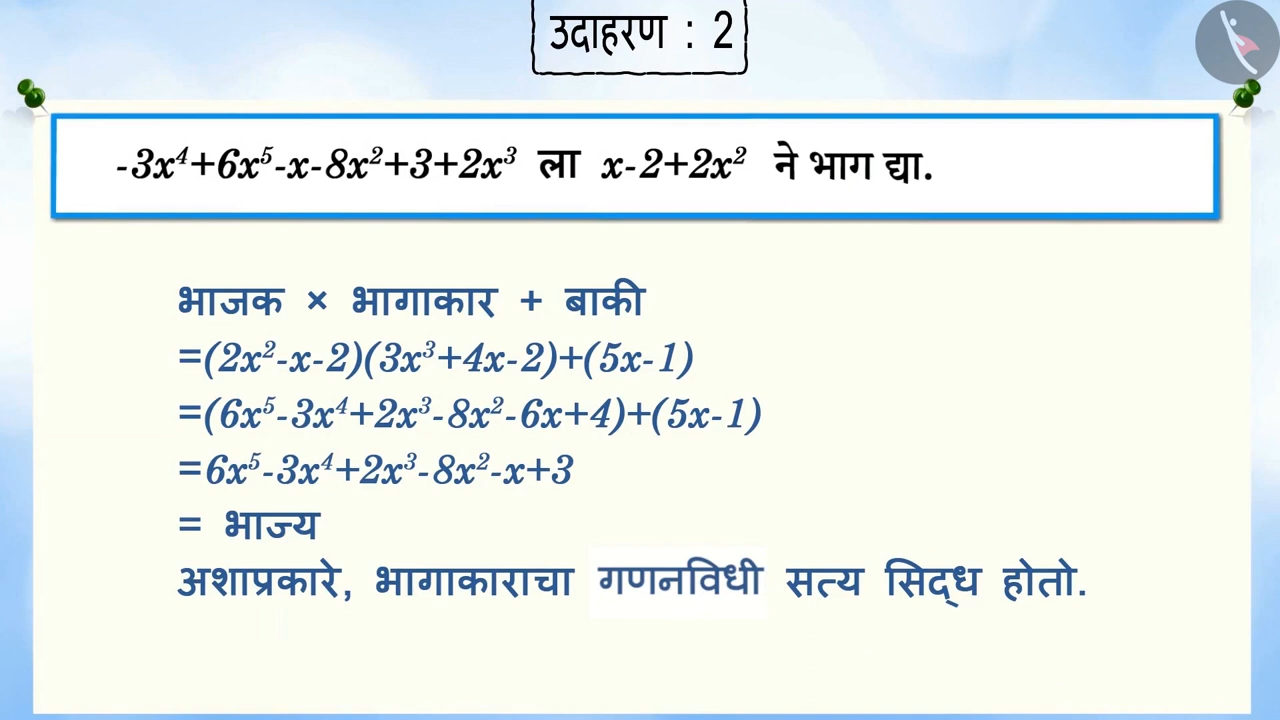 उदाहरण : 2
-3x⁴+6x⁵-x-8x²+3+2x³ ला x-2+2x² ने भाग द्या.
भाजक × भागाकार + बाकी
=(2x²-x-2)(3x³+4x-2)+(5x-1)
=(6x⁵-3x⁴+2x³-8x²-6x+4)+(5x-1)
=6x⁵-3x⁴+2x³-8x²-x+3
= भाज्य
अशाप्रकारे, भागाकाराचा गणनविधी सत्य सिद्ध होतो.